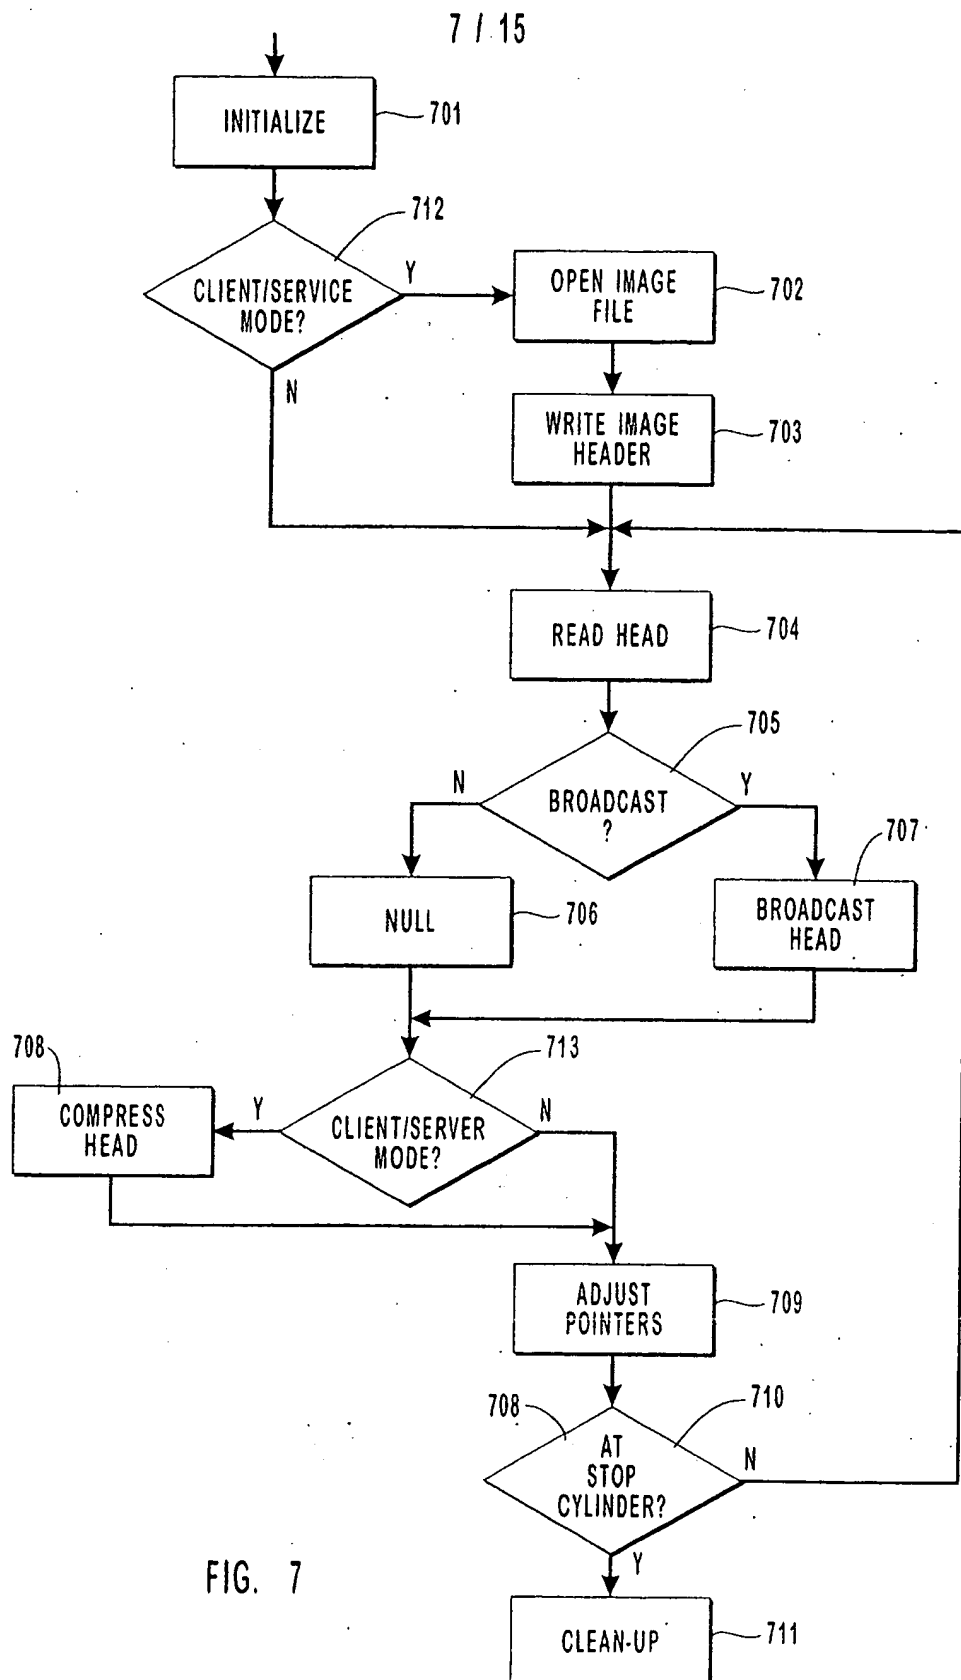 7 / 15
INITIALIZE
701
712
CLIENT/SERVICE
MODE?
Y
N
OPEN IMAGE
FILE
702
WRITE IMAGE
HEADER
703
READ HEAD
704
705
BROADCAST
?
N
Y
707
NULL
706
BROADCAST
HEAD
708
COMPRESS
HEAD
713
Y
CLIENT/SERVER
MODE?
N
ADJUST
POINTERS
709
708
710
AT
STOP
CYLINDER?
N
Y
FIG. 7
CLEAN-UP
711